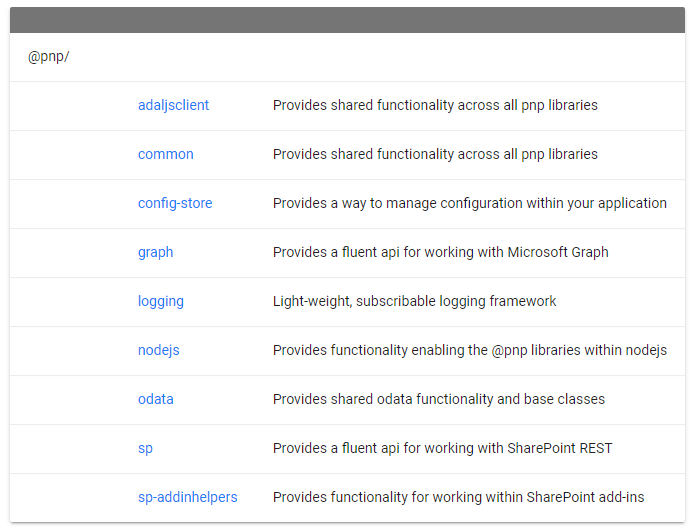 @pnp/
adaljsclient Provides shared functionality across all pnp libraries
common Provides shared functionality across all pnp libraries
config-store Provides a way to manage configuration within your application
graph Provides a fluent api for working with Microsoft Graph
logging Light-weight, subscribable logging framework
nodejs Provides functionality enabling the @pnp libraries within nodejs
odata Provides shared odata functionality and base classes
sp Provides a fluent api for working with SharePoint REST
sp-addinhelpers Provides functionality for working within SharePoint add-ins